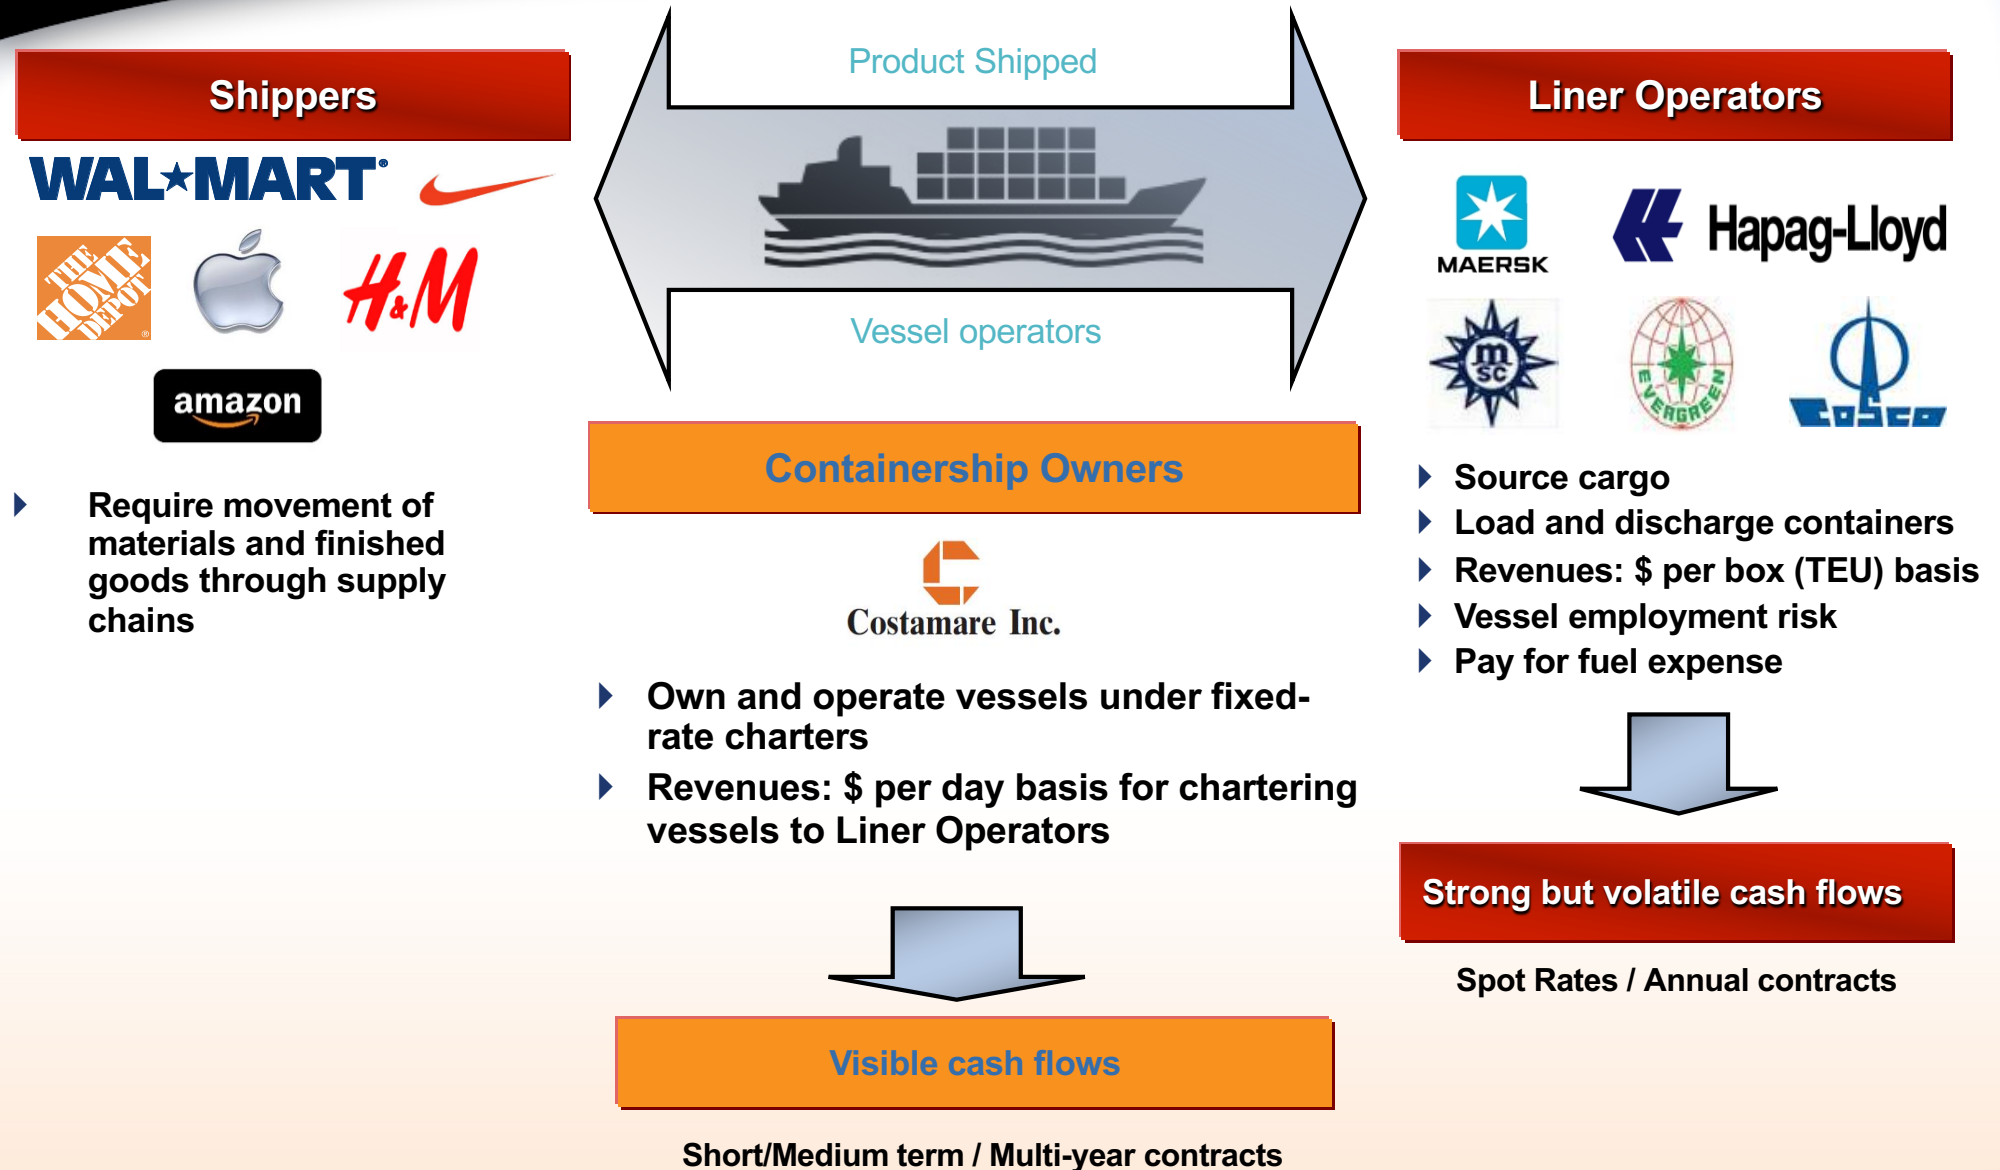 Product Shipped
Shippers
Liner Operators
WAL★MART®
THE
HOME
DEPOT
®
H&M
amazon
MAERSK
Hapag-Lloyd
m
SC
EVERGREEN
COSCO
Vessel operators
Require movement of
materials and finished
goods through supply
chains
Containership Owners
Costamare Inc.
Own and operate vessels under fixed-
rate charters
Revenues: $ per day basis for chartering
vessels to Liner Operators
Visible cash flows
Short/Medium term / Multi-year contracts
Source cargo
Load and discharge containers
Revenues: $ per box (TEU) basis
Vessel employment risk
Pay for fuel expense
Strong but volatile cash flows
Spot Rates / Annual contracts